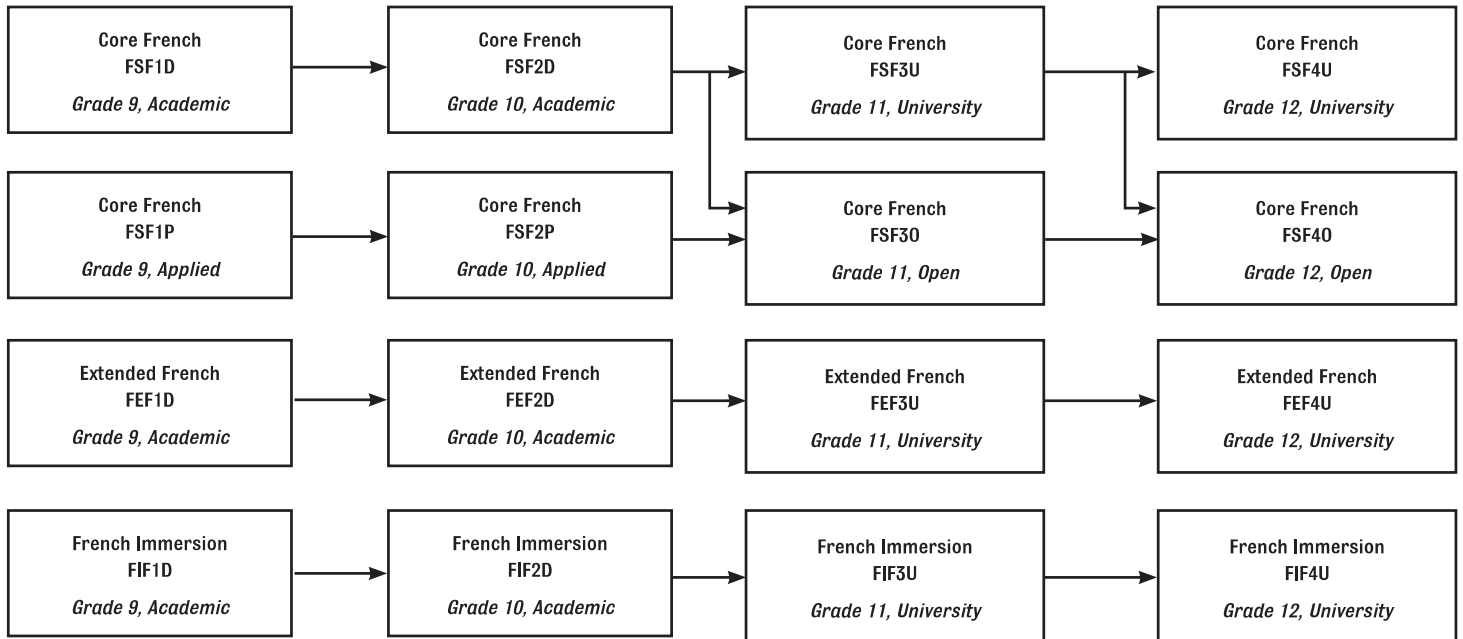 Core French
FSF1D
Grade 9, Academic
Core French
FSF2D
Grade 10, Academic
Core French
FSF3U
Grade 11, University
Core French
FSF4U
Grade 12, University
Core French
FSF1P
Grade 9, Applied
Core French
FSF2P
Grade 10, Applied
Core French
FSF3O
Grade 11, Open
Core French
FSF4O
Grade 12, Open
Extended French
FEF1D
Grade 9, Academic
Extended French
FEF2D
Grade 10, Academic
Extended French
FEF3U
Grade 11, University
Extended French
FEF4U
Grade 12, University
French Immersion
FIF1D
Grade 9, Academic
French Immersion
FIF2D
Grade 10, Academic
French Immersion
FIF3U
Grade 11, University
French Immersion
FIF4U
Grade 12, University